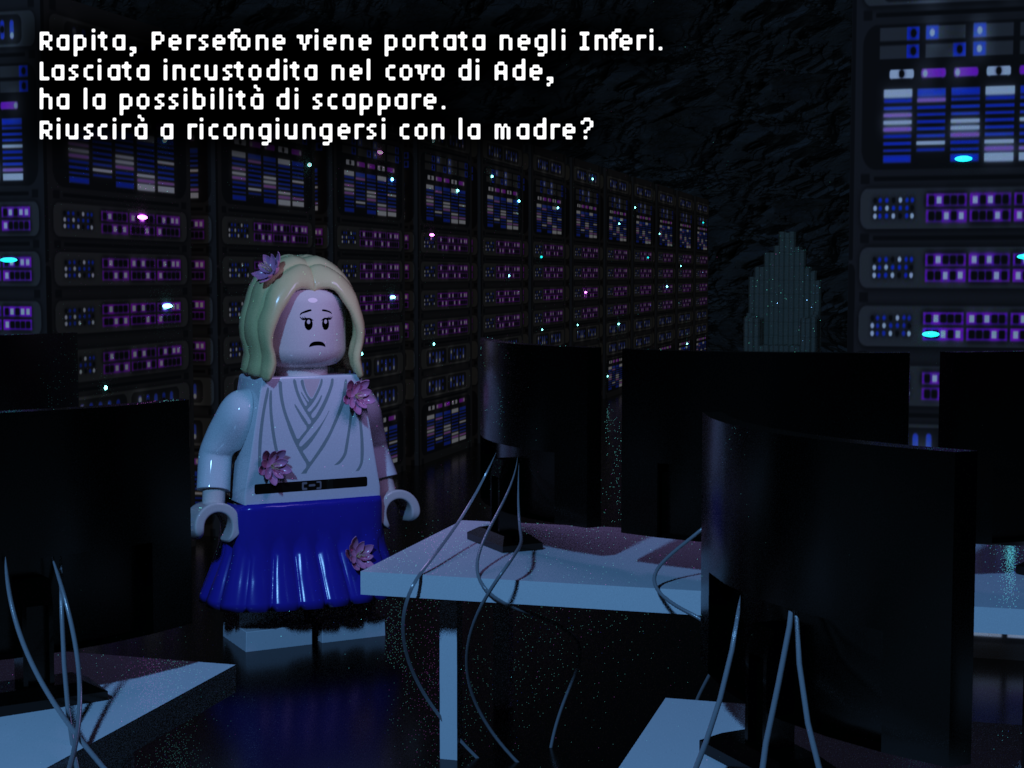 Rapita, Persefone viene portata negli Inferi.
Lasciata incustodita nel covo di Ade,
ha la possibilità di scappare.
Riuscirà a ricongiungersi con la madre?